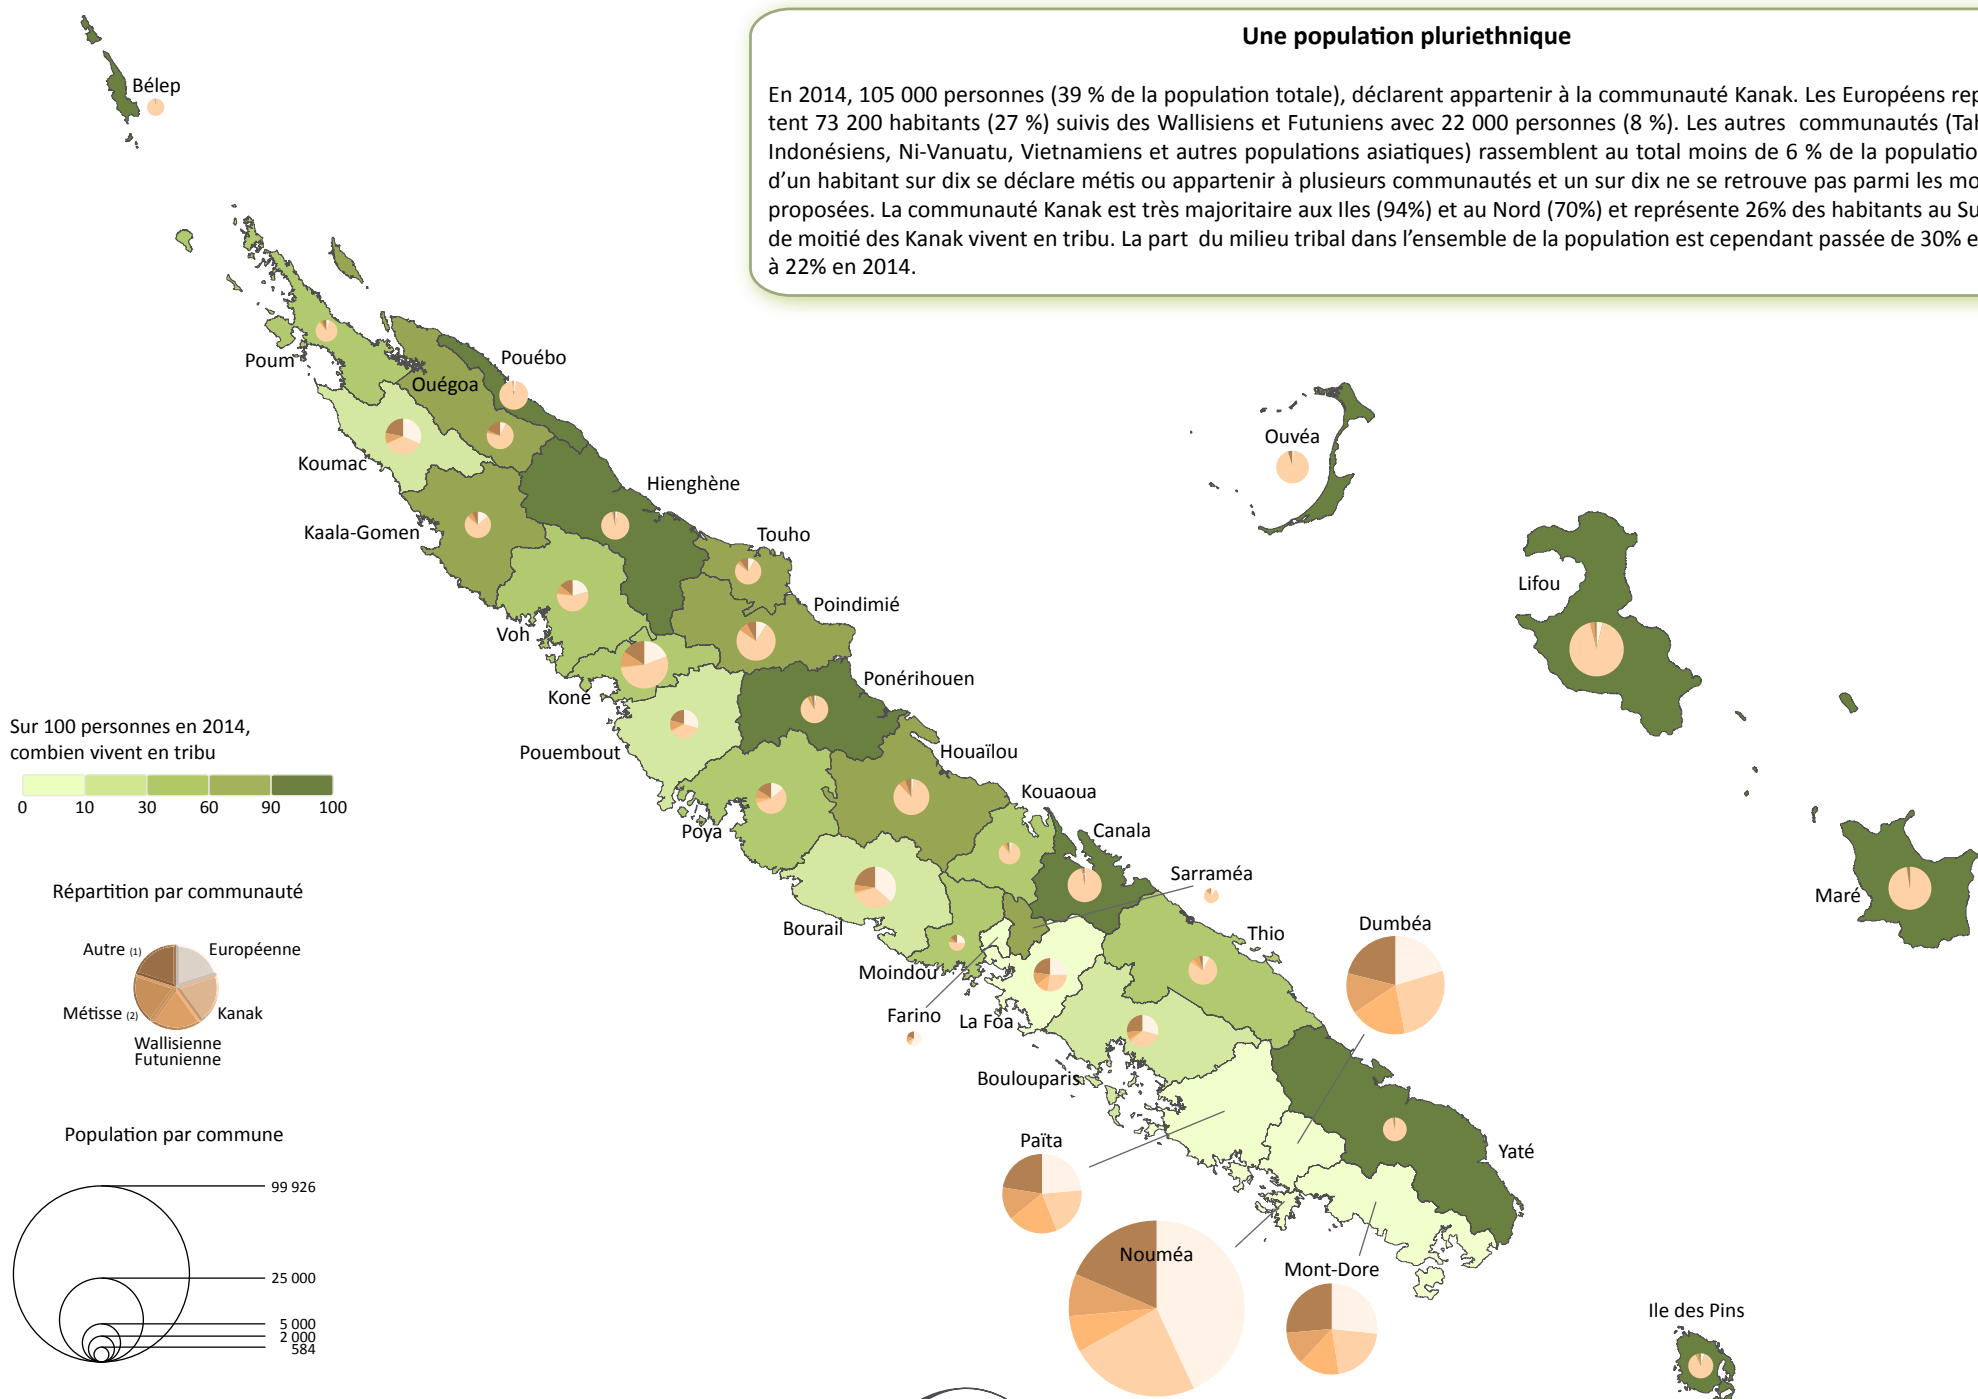 Une population pluriethnique
En 2014, 105 000 personnes (39 % de la population totale), déclarent appartenir à la communauté Kanak. Les Européens rep
tent 73 200 habitants (27 %) suivis des Wallisiens et Futuniens avec 22 000 personnes (8 %). Les autres communautés (Tah
Indonésiens, Ni-Vanuatu, Vietnamiens et autres populations asiatiques) rassemblent au total moins de 6 % de la populatio
d'un habitant sur dix se déclare métis ou appartenir à plusieurs communautés et un sur dix ne se retrouve pas parmi les mo
proposées. La communauté Kanak est très majoritaire aux Iles (94%) et au Nord (70%) et représente 26% des habitants au Su
de moitié des Kanak vivent en tribu. La part du milieu tribal dans l'ensemble de la population est cependant passée de 30% e
à 22% en 2014.
Bélep
Poum
Ouégoa
Pouébo
Koumac
Hienghène
Kaala-Gomen
Touho
Poindimié
Voh
Koné
Ponérihouen
Pouembout
Houaïlou
Poya
Kouaoua
Canala
Sarraméa
Bourail
Moindou
Farino
La Foa
Thio
Dumbéa
Boulouparis
Païta
Yaté
Nouméa
Mont-Dore
Ile des Pins
Ouvéa
Lifou
Maré
Sur 100 personnes en 2014,
combien vivent en tribu
0 10 30 60 90 100
Répartition par communauté
Autre (1)
Européenne
Métisse (2)
Kanak
Wallisienne
Futunienne
Population par commune
99 926
25 000
5 000
2 000
584